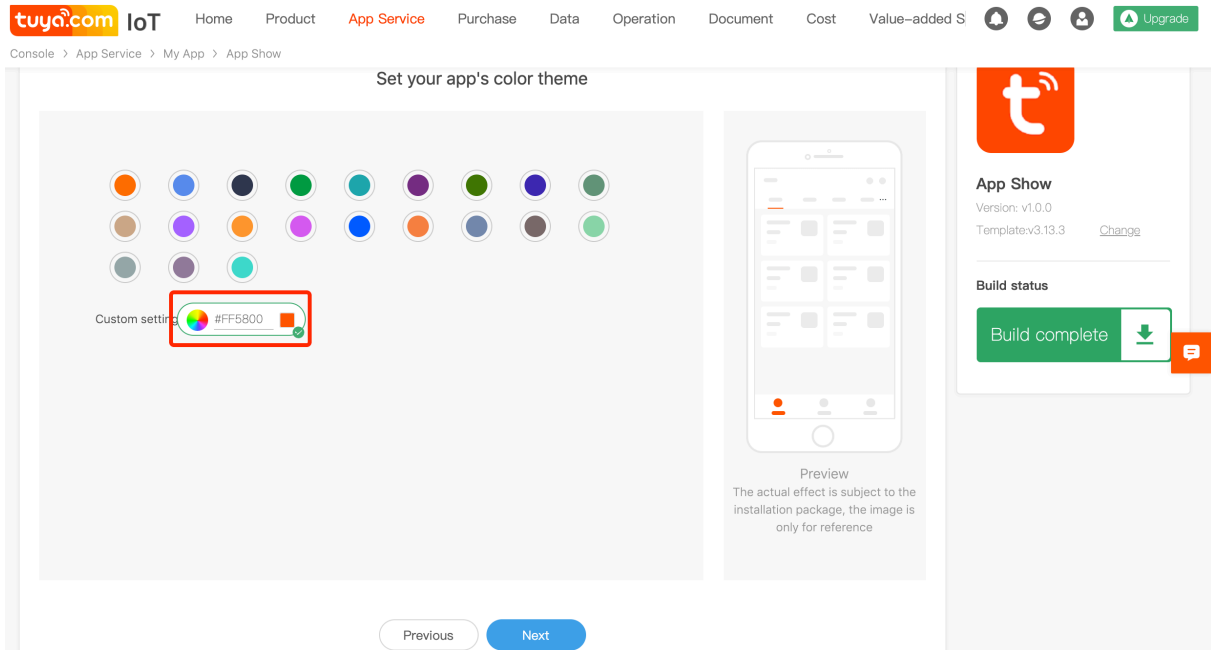 tuya.com IoT
Home Product App Service Purchase Data Operation Document Cost Value-added S Upgrade
Console > App Service > My App > App Show
Set your app's color theme
Custom setting #FF5800
Preview
The actual effect is subject to the
installation package, the image is
only for reference
Previous Next
t
App Show
Version: v1.0.0
Template:v3.13.3 Change
Build status
Build complete